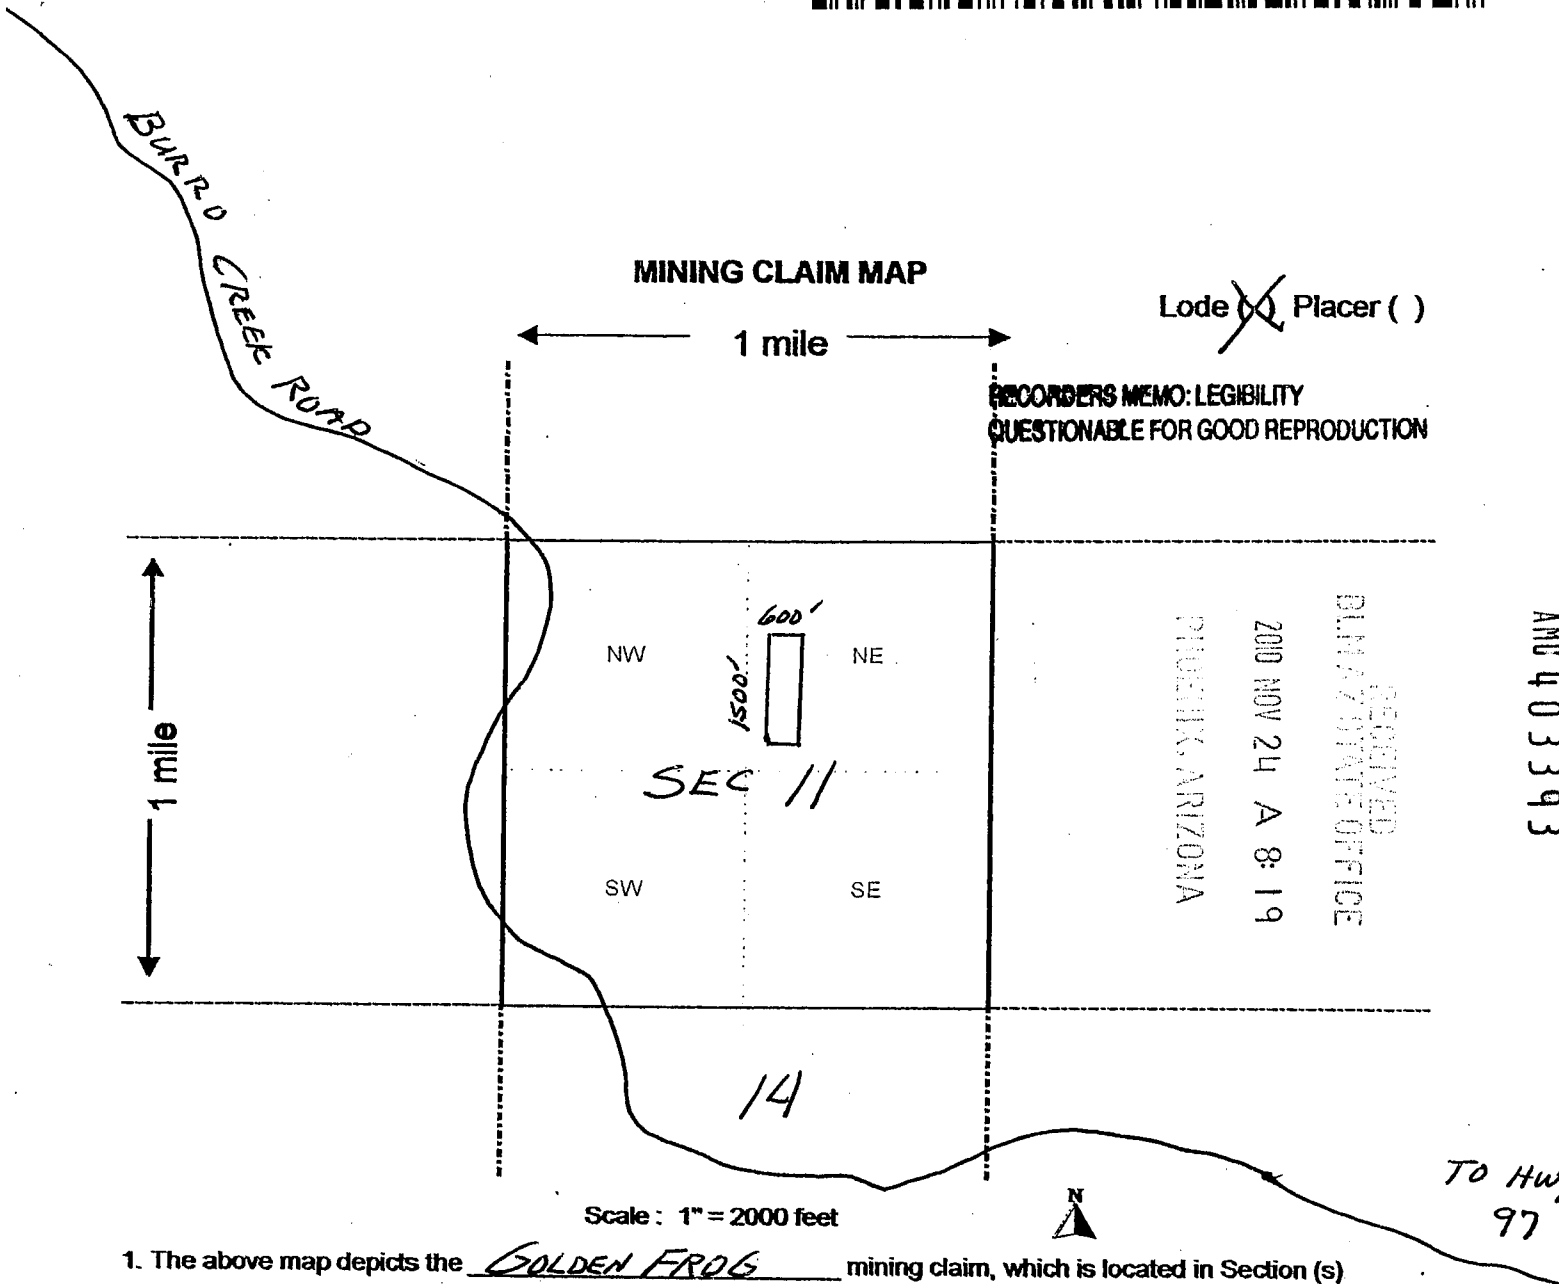 BURRO CREEK ROAD
MINING CLAIM MAP
Lode (X) Placer ( )
1 mile
RECORDERS MEMO: LEGIBILITY
QUESTIONABLE FOR GOOD REPRODUCTION
600'
NW
NE
1500'
1 mile
SEC 11
SW
SE
RECEIVED
BLM AZ STATE OFFICE
2010 NOV 24 A 8: 19
PHOENIX, ARIZONA
AMC 403393
14
TO HWY
97
N
Scale : 1" = 2000 feet
1. The above map depicts the GOLDEN FROG mining claim, which is located in Section (s)